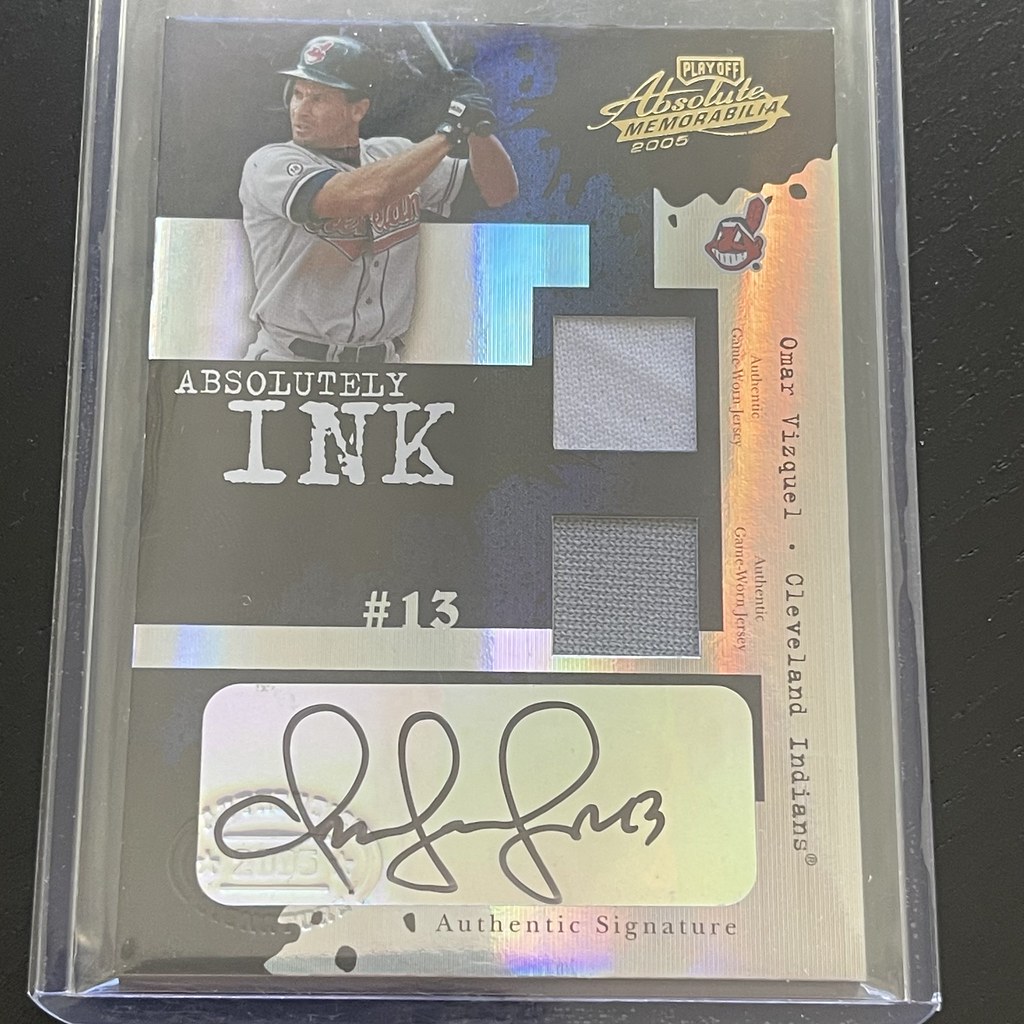 PLAYOFF
Absolute
MEMORABILIA
2005
ABSOLUTELY
INK
Authentic
Game-Worn Jersey
Omar Vizquel • Cleveland Indians®
#13
Authentic
Game-Worn Jersey
2005
Authentic Signature